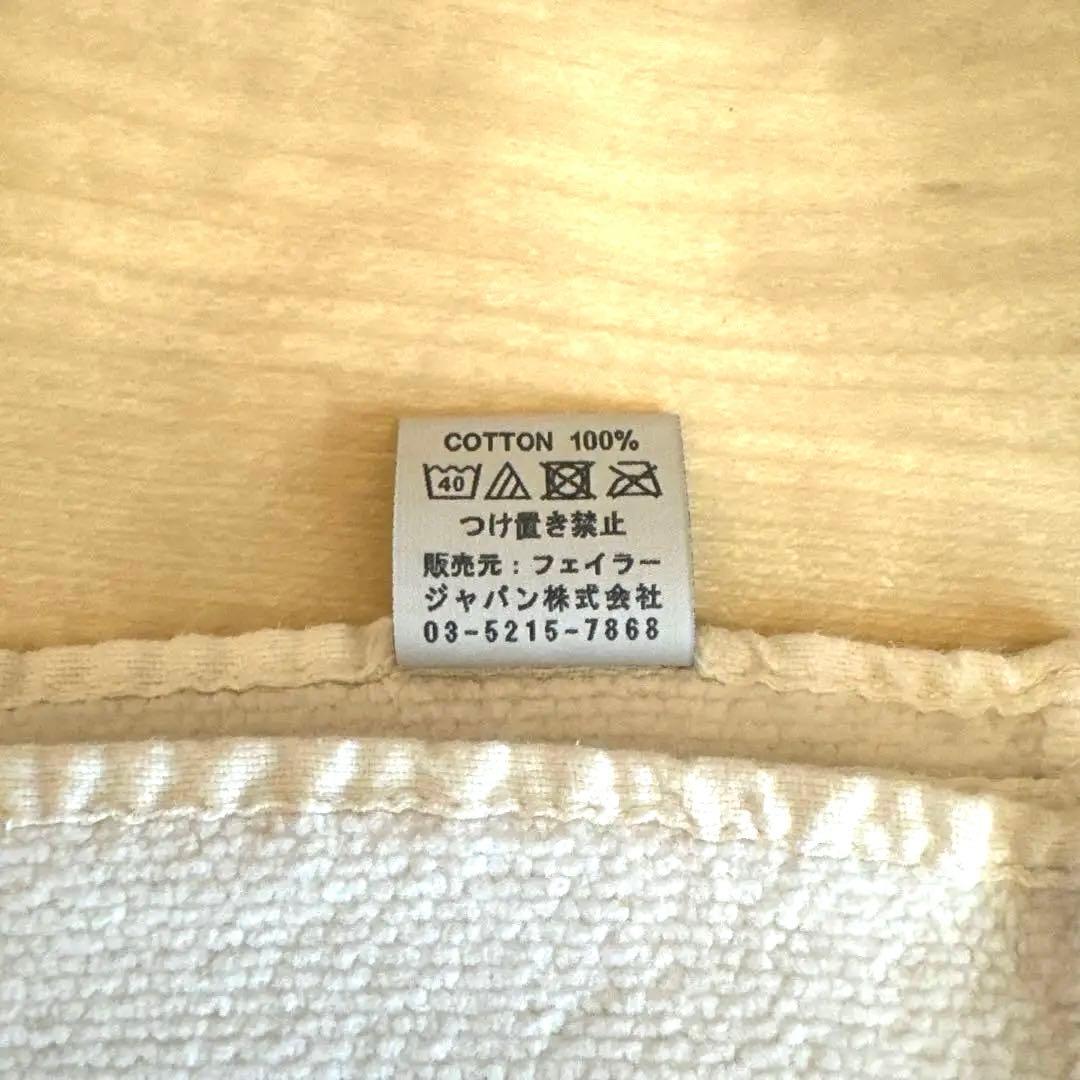 COTTON 100%
40
つけ置き禁止
販売元：フェイラー
ジャパン株式会社
03-5215-7868